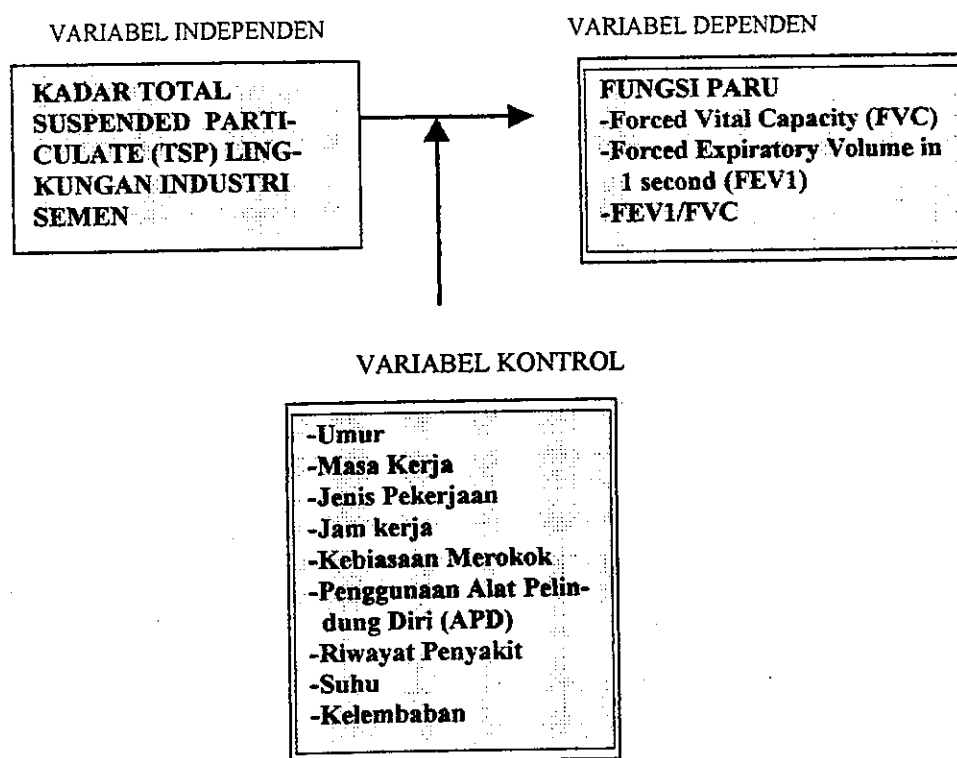 VARIABEL INDEPENDEN
VARIABEL DEPENDEN
KADAR TOTAL
SUSPENDED PARTI-
CULATE (TSP) LING-
KUNGAN INDUSTRI
SEMEN
FUNGSI PARU
-Forced Vital Capacity (FVC)
-Forced Expiratory Volume in
1 second (FEV1)
-FEV1/FVC
VARIABEL KONTROL
-Umur
-Masa Kerja
-Jenis Pekerjaan
-Jam kerja
-Kebiasaan Merokok
-Penggunaan Alat Pelin-
dung Diri (APD)
-Riwayat Penyakit
-Suhu
-Kelembaban